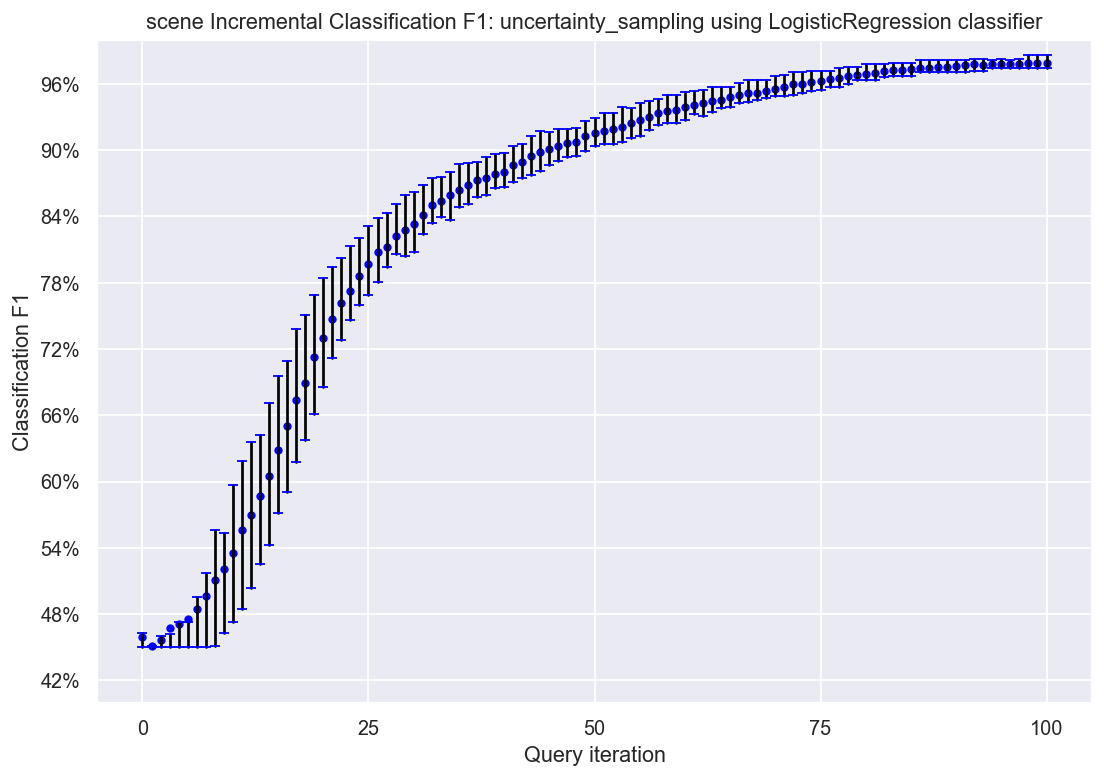 scene Incremental Classification F1: uncertainty_sampling using LogisticRegression classifier
96%
90%
84%
78%
72%
66%
60%
54%
48%
42%
Classification F1
0 25 50 75 100
Query iteration